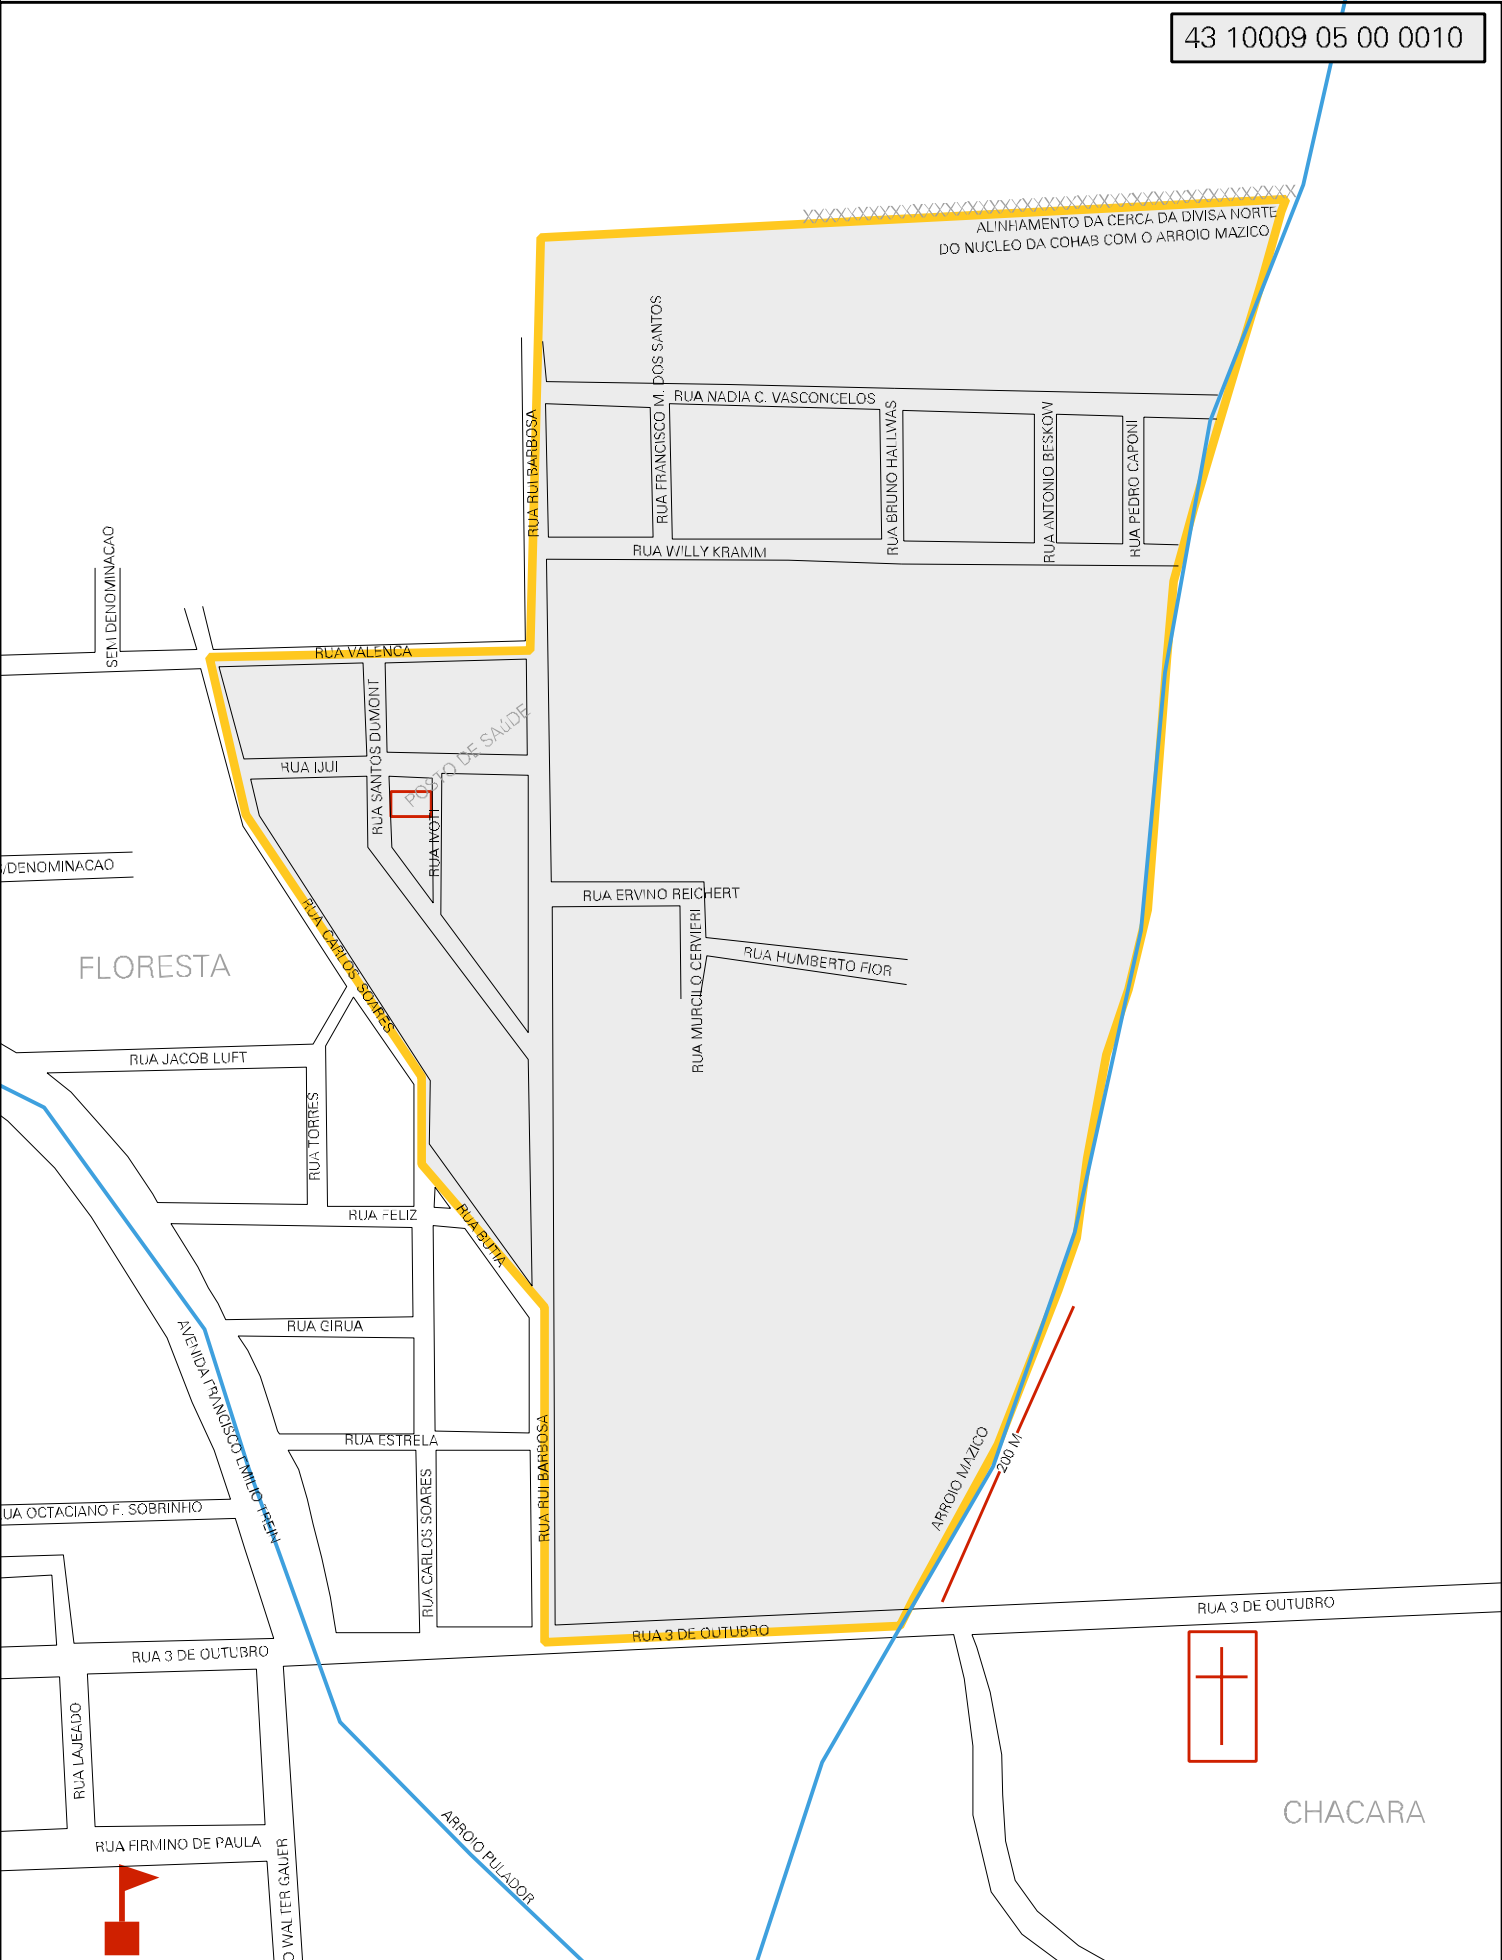 43 10009 05 00 0010
XXXXXXXXXXXXXXXXXXXXXXXXXXXXXXXXXXXXXXXXXX
ALINHAMENTO DA CERCA DA DIVISA NORTE
DO NUCLEO DA COHAB COM O ARROIO MAZICO
RUA FRANCISCO M. DOS SANTOS
RUA NADIA C. VASCONCELOS
RUA RUI BARBOSA
RUA BRUNO HALLWAS
RUA ANTONIO BESKOW
RUA PEDRO CAPONI
RUA WILLY KRAMM
SEM DENOMINACAO
RUA VALENCA
RUA SANTOS DUMONT
POSTO DE SAúDE
RUA IJUI
RUA IVOTI
/DENOMINACAO
RUA ERVINO REICHERT
RUA MURCILO CERVIERI
RUA HUMBERTO FIOR
RUA CARLOS SOARES
FLORESTA
RUA JACOB LUFT
RUA TORRES
RUA FELIZ
RUA BUTIA
RUA GIRUA
AVENIDA FRANCISCO EMILIO TREIN
RUA ESTRELA
RUA RUI BARBOSA
RUA CARLOS SOARES
ARROIO MAZICO
200 M
UA OCTACIANO F. SOBRINHO
RUA 3 DE OUTUBRO
RUA 3 DE OUTUBRO
RUA 3 DE OUTUBRO
RUA LAJEADO
CHACARA
RUA FIRMINO DE PAULA
ARROIO PULADOR
O WALTER GAUER